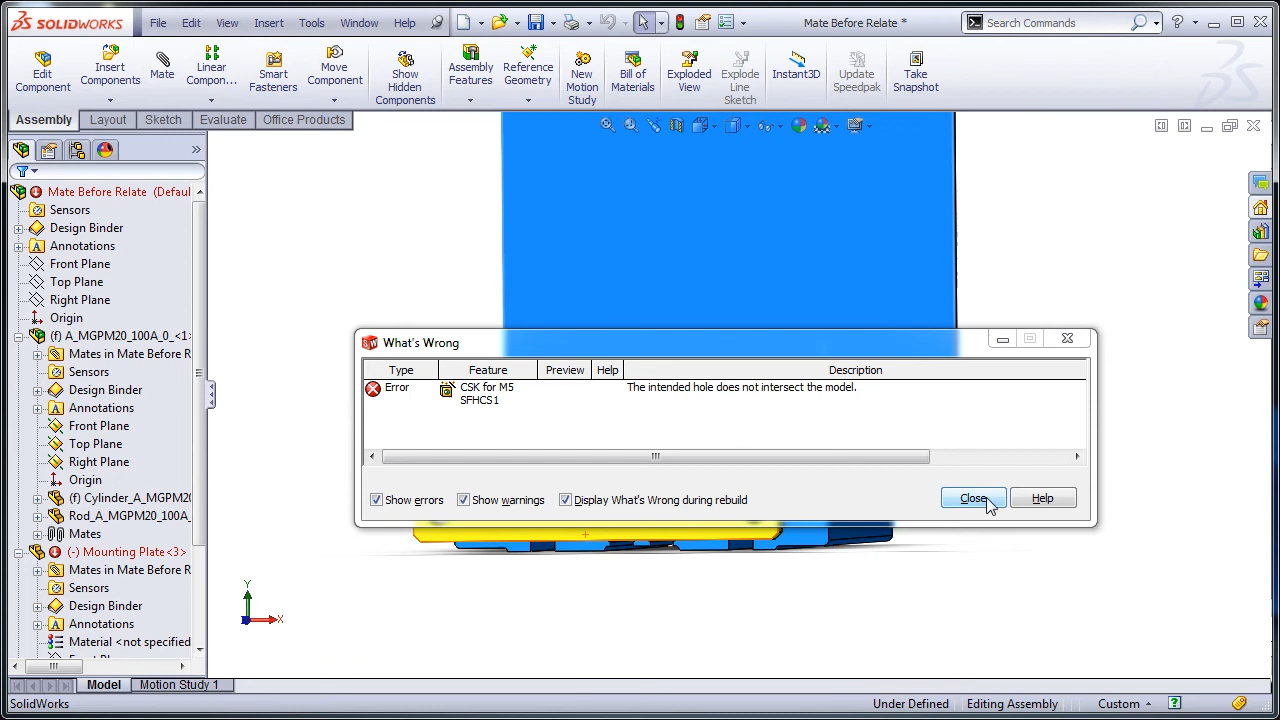 SOLIDWORKS File Edit View Insert Tools Window Help Mate Before Relate * Search Commands
Edit Component
Insert Components
Mate
Linear Compon...
Smart Fasteners
Move Component
Show Hidden Components
Assembly Features
Reference Geometry
New Motion Study
Bill of Materials
Exploded View
Explode Line Sketch
Instant3D
Update Speedpak
Take Snapshot
Assembly Layout Sketch Evaluate Office Products
Mate Before Relate (Defaul
Sensors
Design Binder
Annotations
Front Plane
Top Plane
Right Plane
Origin
(f) A_MGPM20_100A_0_<1>
Mates in Mate Before R
Sensors
Design Binder
Annotations
Front Plane
Top Plane
Right Plane
Origin
(f) Cylinder_A_MGPM20
Rod_A_MGPM20_100A_
Mates
(-) Mounting Plate<3>
Mates in Mate Before R
Sensors
Design Binder
Annotations
Material <not specified
What's Wrong
Type Feature Preview Help Description
Error CSK for M5 The intended hole does not intersect the model.
SFHCS1
Show errors Show warnings Display What's Wrong during rebuild Close Help
Y
X
Model Motion Study 1
SolidWorks Under Defined Editing Assembly Custom